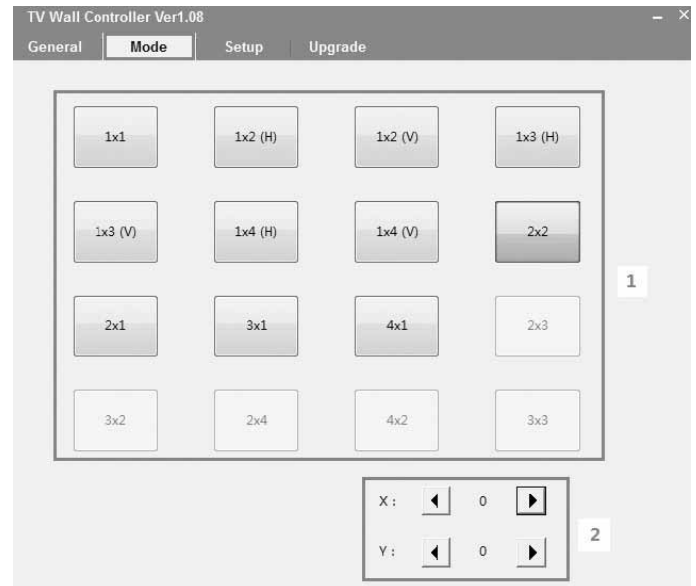 TV Wall Controller Ver1.08
General Mode Setup Upgrade
1x1 1x2 (H) 1x2 (V) 1x3 (H)
1x3 (V) 1x4 (H) 1x4 (V) 2x2
1
2x1 3x1 4x1 2x3
3x2 2x4 4x2 3x3
X : 0
2
Y : 0